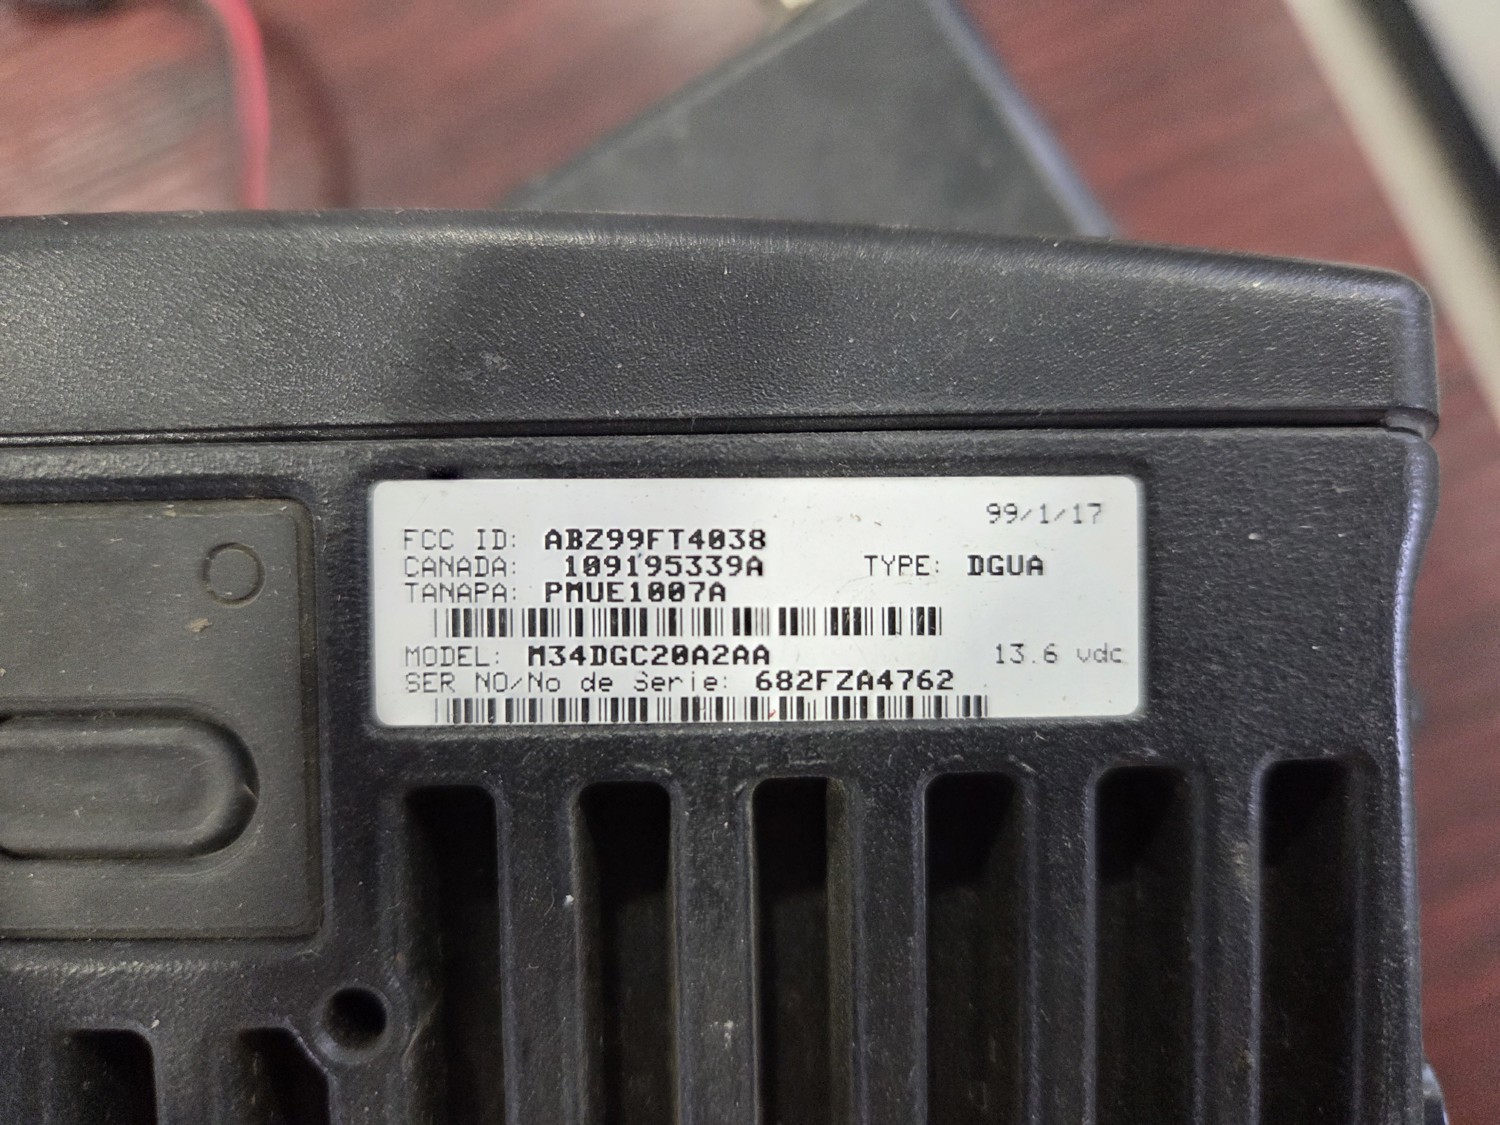 99/1/17
FCC ID: ABZ99FT4038
CANADA: 109195339A TYPE: DGUA
TANAPA: PMUE1007A
MODEL: M34DGC20A2AA 13.6 vdc
SER NO/No de Serie: 682FZA4762